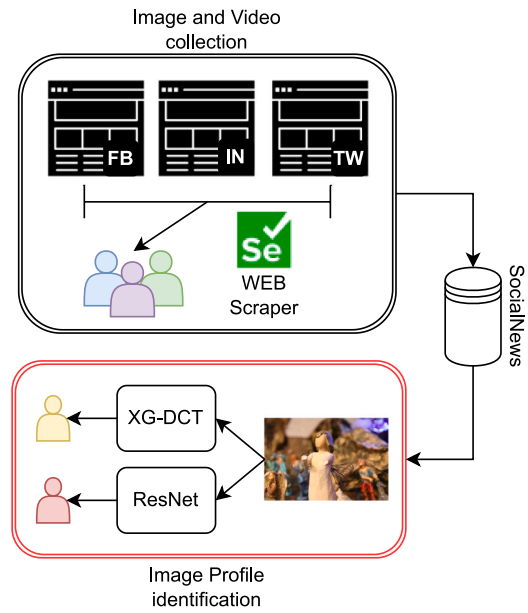 Image and Video
collection
FB
IN
TW
Se
WEB
Scraper
SocialNews
XG-DCT
ResNet
Image Profile
identification